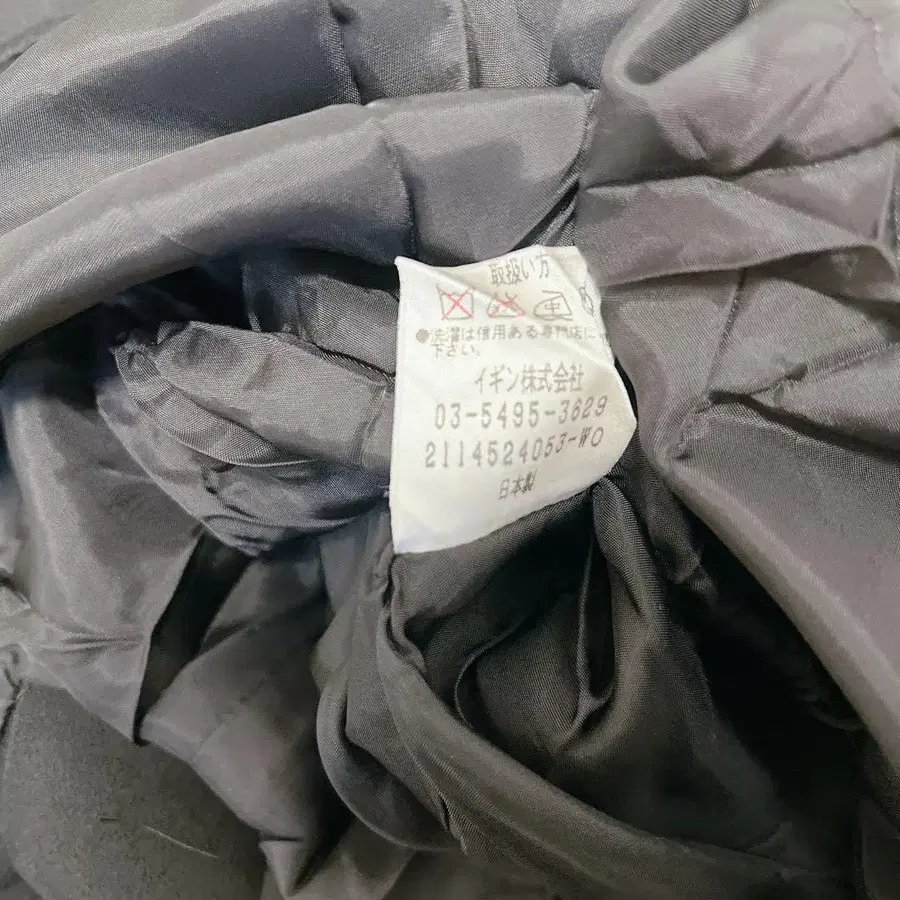 取扱い方
中
●洗濯は信用ある専門店に
下さい。
イギン株式会社
03-5495-3629
2114524053-WO
日本製